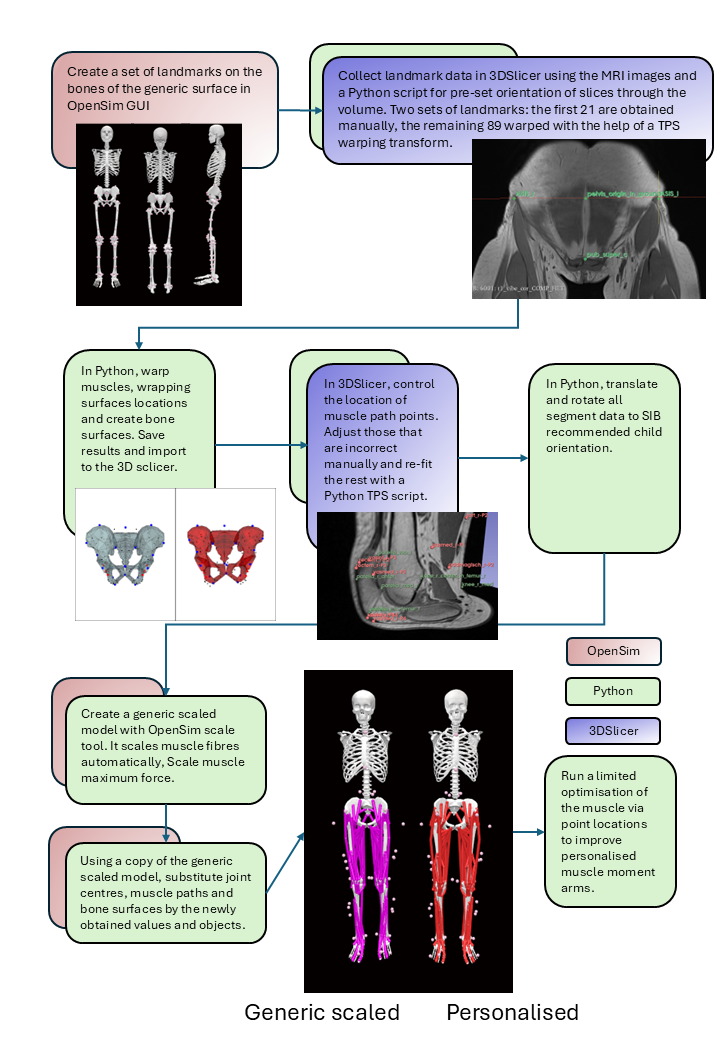 Create a set of landmarks on the
bones of the generic surface in
OpenSim GUI
Collect landmark data in 3DSlicer using the MRI images and
a Python script for pre-set orientation of slices through the
volume. Two sets of landmarks: the first 21 are obtained
manually, the remaining 89 warped with the help of a TPS
warping transform.
In Python, warp
muscles, wrapping
surfaces locations
and create bone
surfaces. Save
results and import
to the 3D sclicer.
In 3DSlicer, control
the location of
muscle path points.
Adjust those that
are incorrect
manually and re-fit
the rest with a
Python TPS script.
In Python, translate
and rotate all
segment data to SIB
recommended child
orientation.
OpenSim
Python
3DSlicer
Create a generic scaled
model with OpenSim scale
tool. It scales muscle fibres
automatically, Scale muscle
maximum force.
Using a copy of the generic
scaled model, substitute joint
centres, muscle paths and
bone surfaces by the newly
obtained values and objects.
Run a limited
optimisation of
the muscle via
point locations
to improve
personalised
muscle moment
arms.
Generic scaled
Personalised